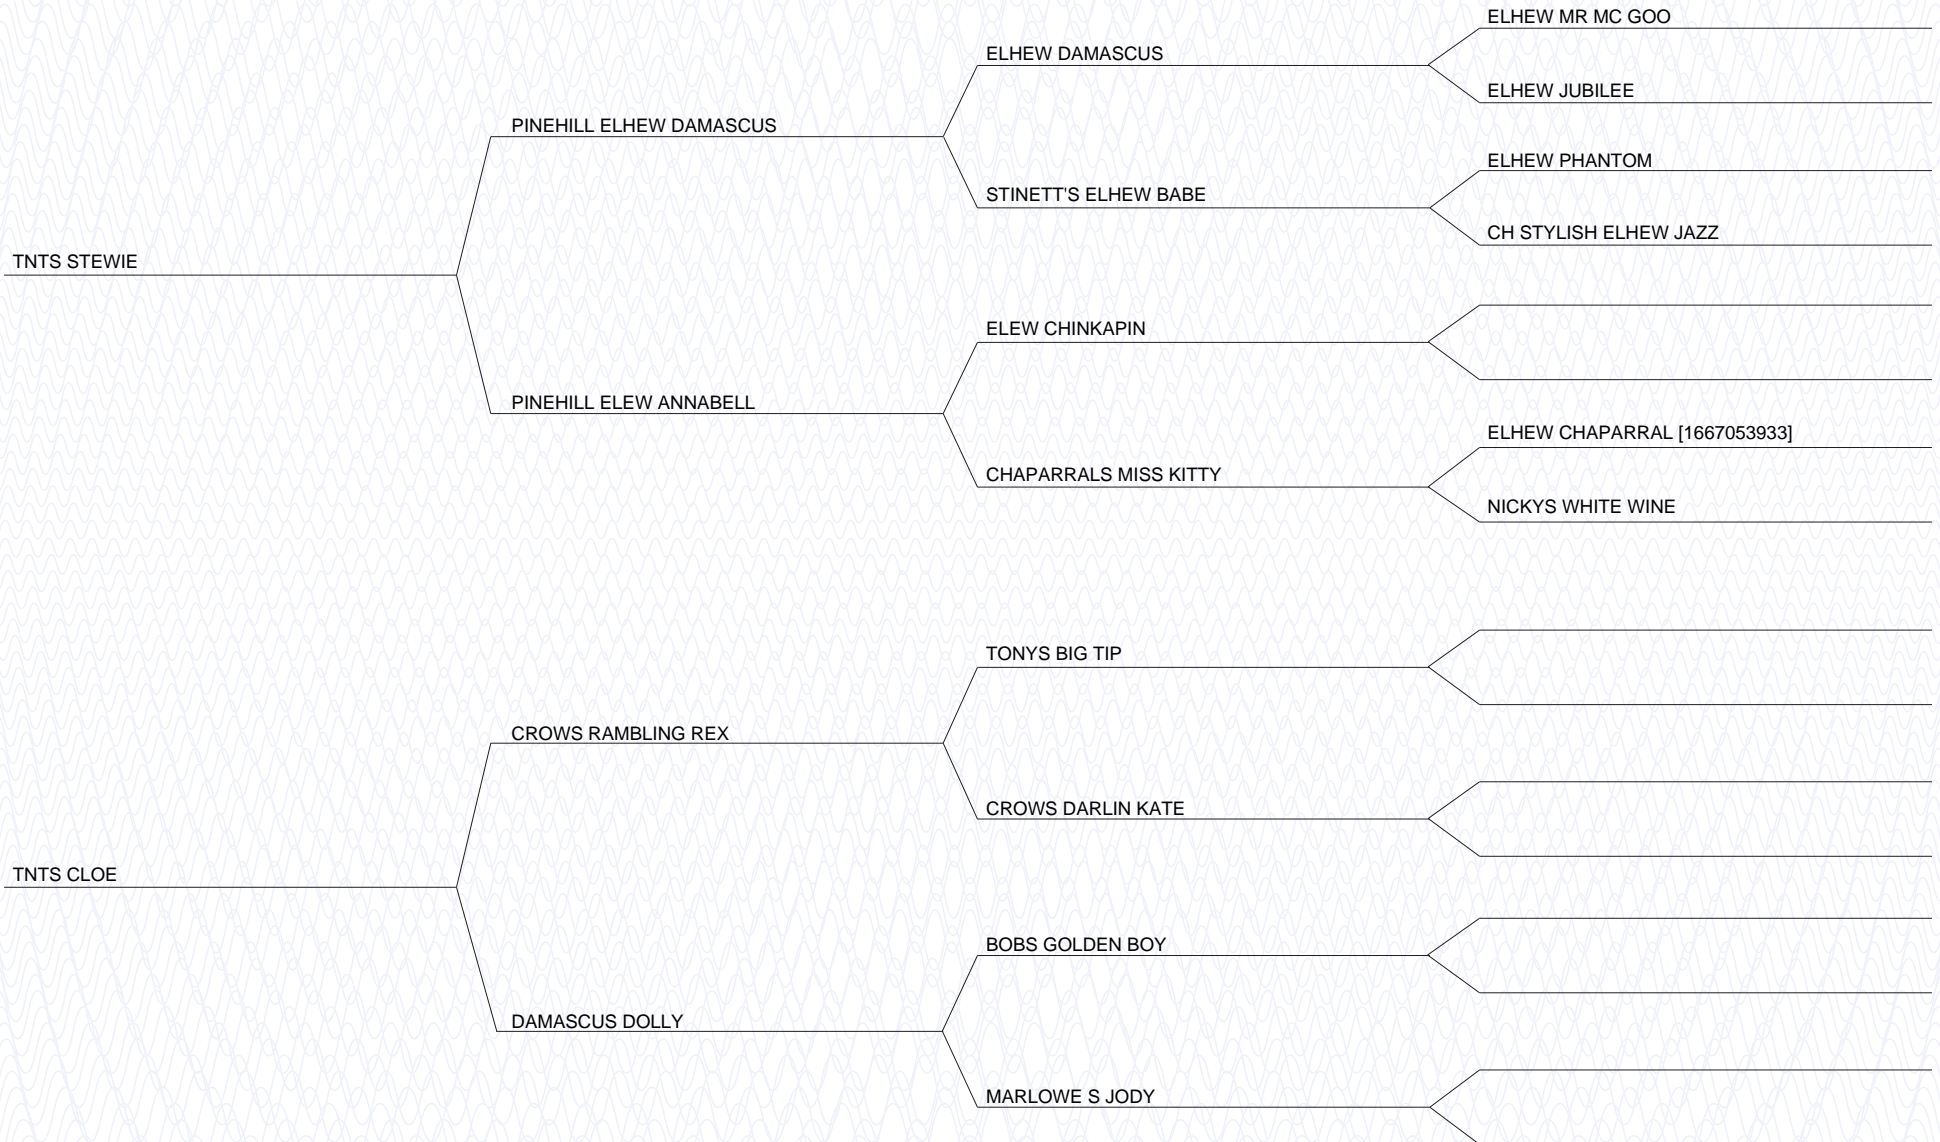 ELHEW MR MC GOO
ELHEW DAMASCUS
ELHEW JUBILEE
PINEHILL ELHEW DAMASCUS
ELHEW PHANTOM
STINETT'S ELHEW BABE
CH STYLISH ELHEW JAZZ
TNTS STEWIE
ELEW CHINKAPIN
PINEHILL ELEW ANNABELL
ELHEW CHAPARRAL [1667053933]
CHAPARRALS MISS KITTY
NICKYS WHITE WINE
TONYS BIG TIP
CROWS RAMBLING REX
CROWS DARLIN KATE
TNTS CLOE
BOBS GOLDEN BOY
DAMASCUS DOLLY
MARLOWE S JODY